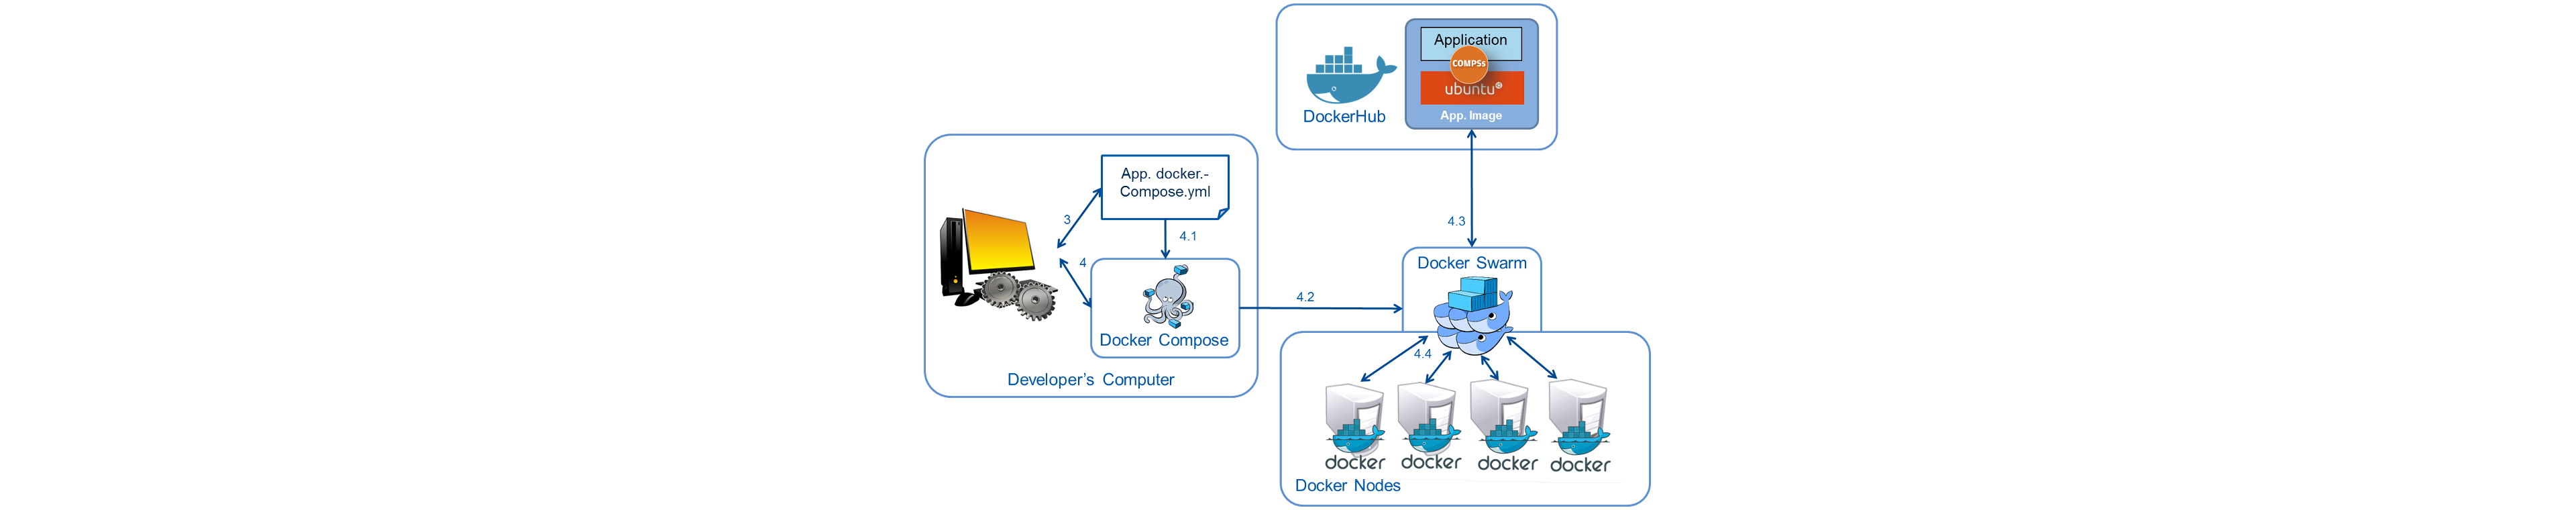 Application
COMPSs
ubuntu®
App. Image
DockerHub
App. docker.-
Compose.yml
3
4.1
4
Docker Compose
Developer's Computer
4.2
4.3
Docker Swarm
4.4
docker
docker
docker
docker
Docker Nodes